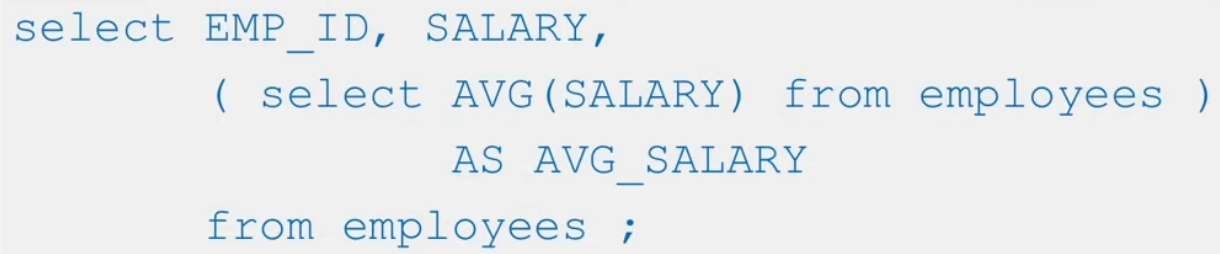 select EMP_ID, SALARY,
( select AVG(SALARY) from employees )
AS AVG_SALARY
from employees ;